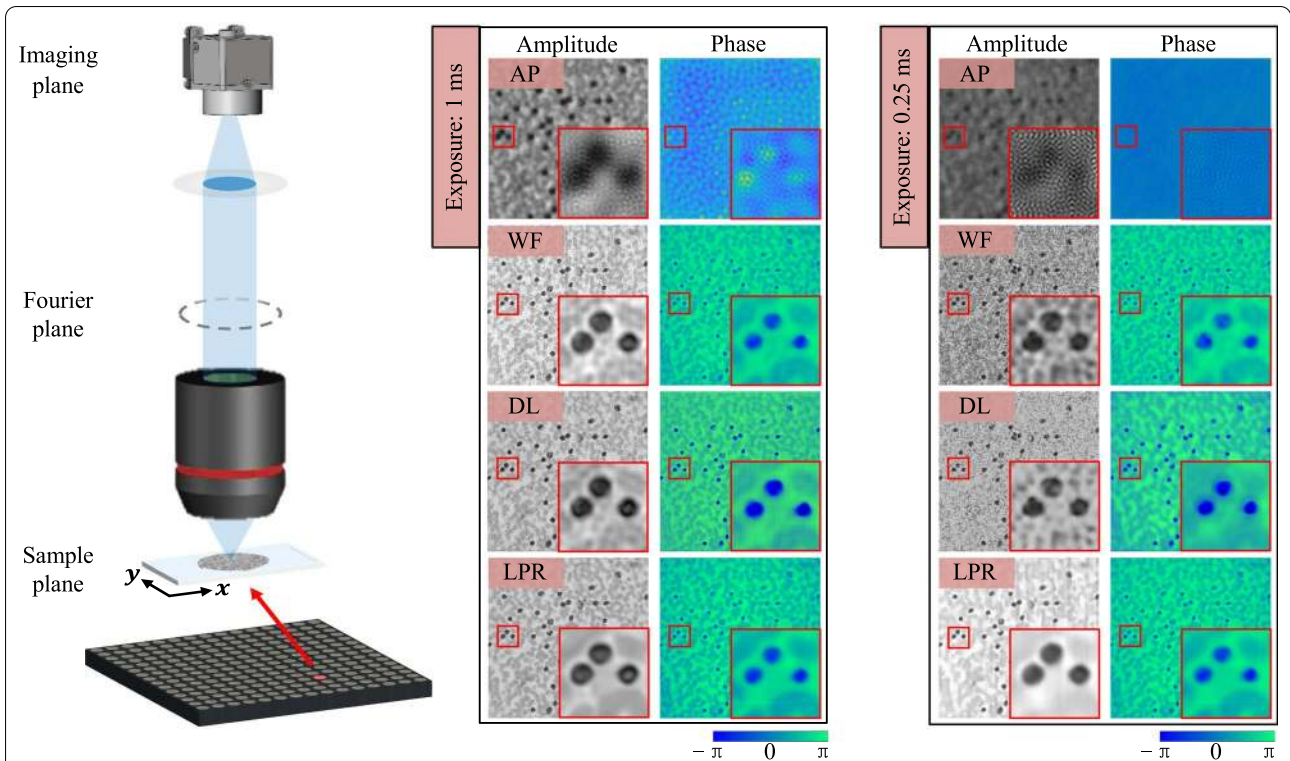 Imaging
plane
Fourier
plane
Sample
plane
y
x
Exposure: 1 ms
Amplitude
Phase
AP
WF
DL
LPR
− π
0
π
Exposure: 0.25 ms
Amplitude
Phase
AP
WF
DL
LPR
− π
0
π